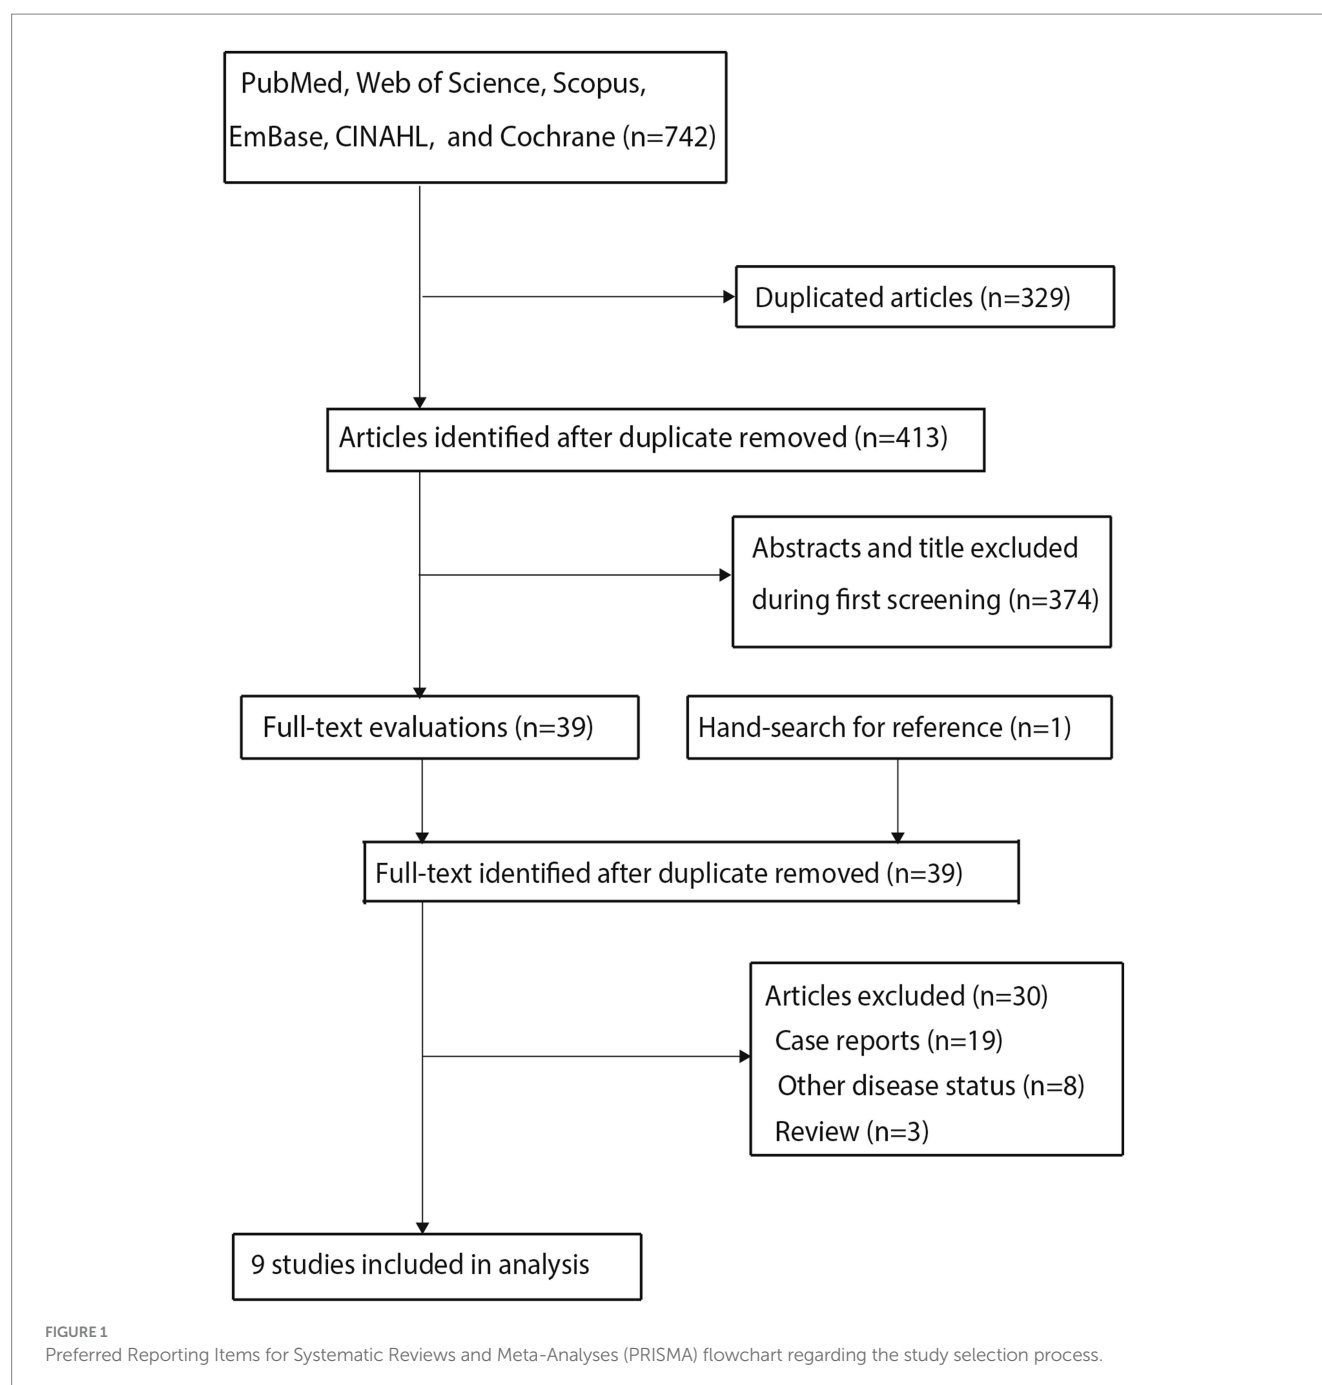 PubMed, Web of Science, Scopus,
EmBase, CINAHL, and Cochrane (n=742)
Duplicated articles (n=329)
Articles identified after duplicate removed (n=413)
Abstracts and title excluded
during first screening (n=374)
Full-text evaluations (n=39)
Hand-search for reference (n=1)
Full-text identified after duplicate removed (n=39)
Articles excluded (n=30)
Case reports (n=19)
Other disease status (n=8)
Review (n=3)
9 studies included in analysis
FIGURE 1
Preferred Reporting Items for Systematic Reviews and Meta-Analyses (PRISMA) flowchart regarding the study selection process.